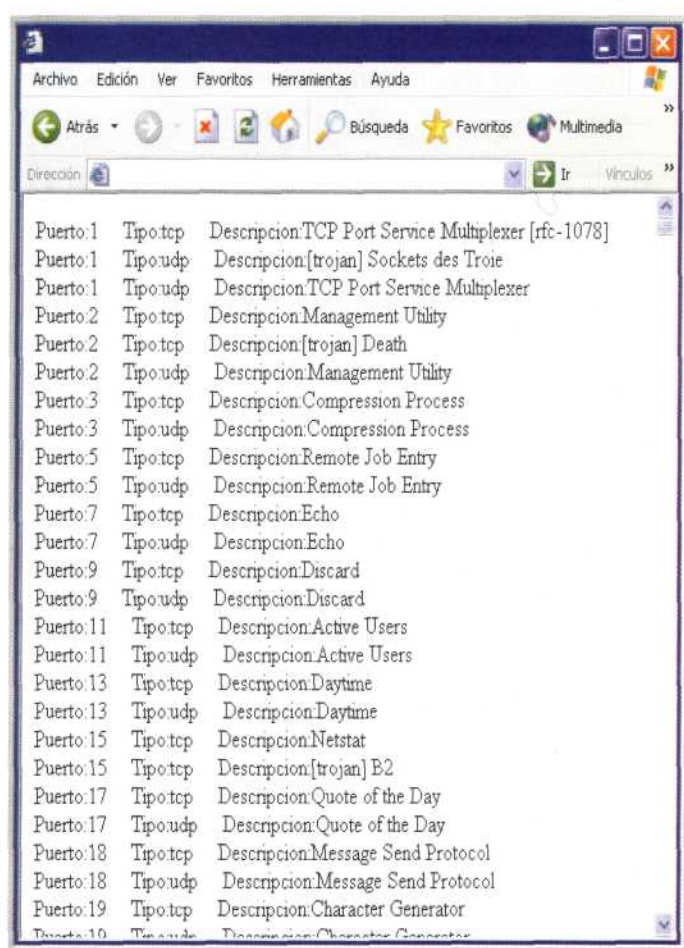 Archivo Edición Ver Favoritos Herramientas Ayuda
Atrás Búsqueda Favoritos Multimedia »
Dirección Ir Vínculos »
Puerto:1 Tipo:tcp Descripcion:TCP Port Service Multiplexer [rfc-1078]
Puerto:1 Tipo:udp Descripcion:[trojan] Sockets des Troie
Puerto:1 Tipo:udp Descripcion:TCP Port Service Multiplexer
Puerto:2 Tipo:tcp Descripcion:Management Utility
Puerto:2 Tipo:tcp Descripcion:[trojan] Death
Puerto:2 Tipo:udp Descripcion:Management Utility
Puerto:3 Tipo:tcp Descripcion:Compression Process
Puerto:3 Tipo:udp Descripcion:Compression Process
Puerto:5 Tipo:tcp Descripcion:Remote Job Entry
Puerto:5 Tipo:udp Descripcion:Remote Job Entry
Puerto:7 Tipo:tcp Descripcion:Echo
Puerto:7 Tipo:udp Descripcion:Echo
Puerto:9 Tipo:tcp Descripcion:Discard
Puerto:9 Tipo:udp Descripcion:Discard
Puerto:11 Tipo:tcp Descripcion:Active Users
Puerto:11 Tipo:udp Descripcion:Active Users
Puerto:13 Tipo:tcp Descripcion:Daytime
Puerto:13 Tipo:udp Descripcion:Daytime
Puerto:15 Tipo:tcp Descripcion:Netstat
Puerto:15 Tipo:tcp Descripcion:[trojan] B2
Puerto:17 Tipo:tcp Descripcion:Quote of the Day
Puerto:17 Tipo:udp Descripcion:Quote of the Day
Puerto:18 Tipo:tcp Descripcion:Message Send Protocol
Puerto:18 Tipo:udp Descripcion:Message Send Protocol
Puerto:19 Tipo:tcp Descripcion:Character Generator
Puerto:19 Tipo:udp Descripcion:Character Generator